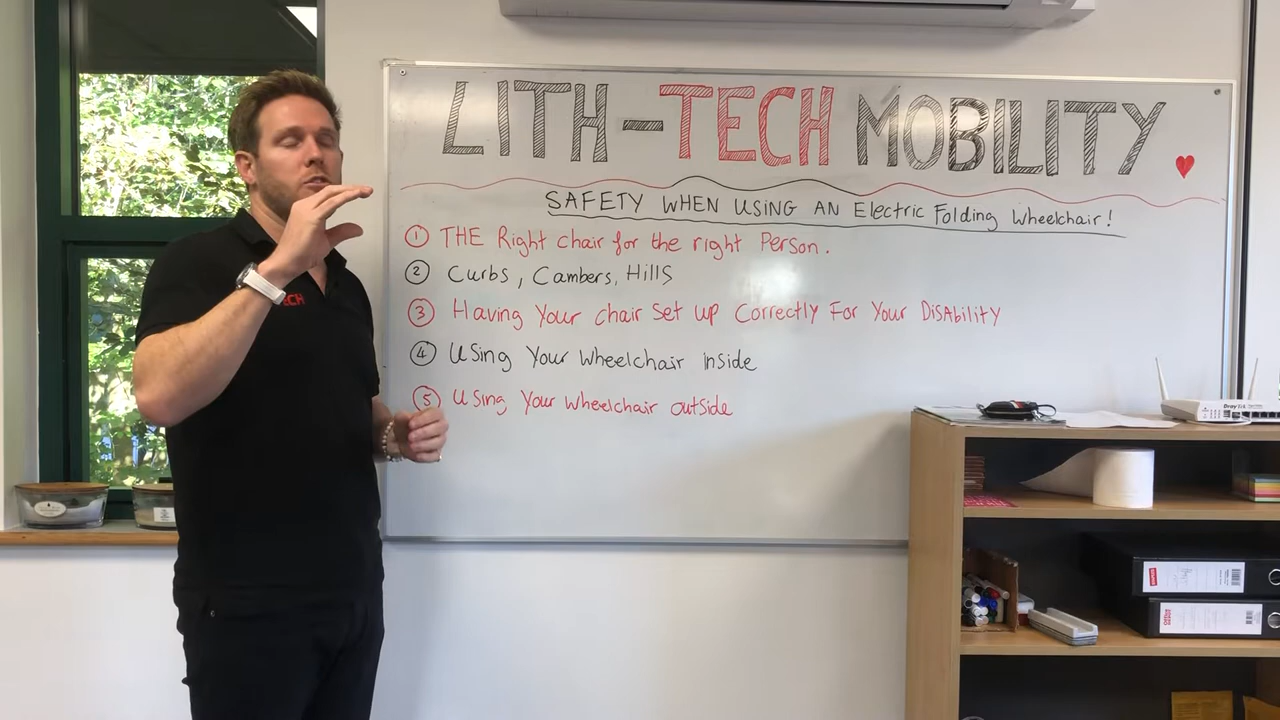 LITH-TECH MOBILITY
SAFETY WHEN USING AN Electric Folding Wheelchair!
1 THE Right chair for the right Person.
2 Curbs, Cambers, Hills
3 Having Your chair Set up Correctly For Your Disability
4 Using Your Wheelchair inside
5 Using Your Wheelchair outside
ECH
DrayTek